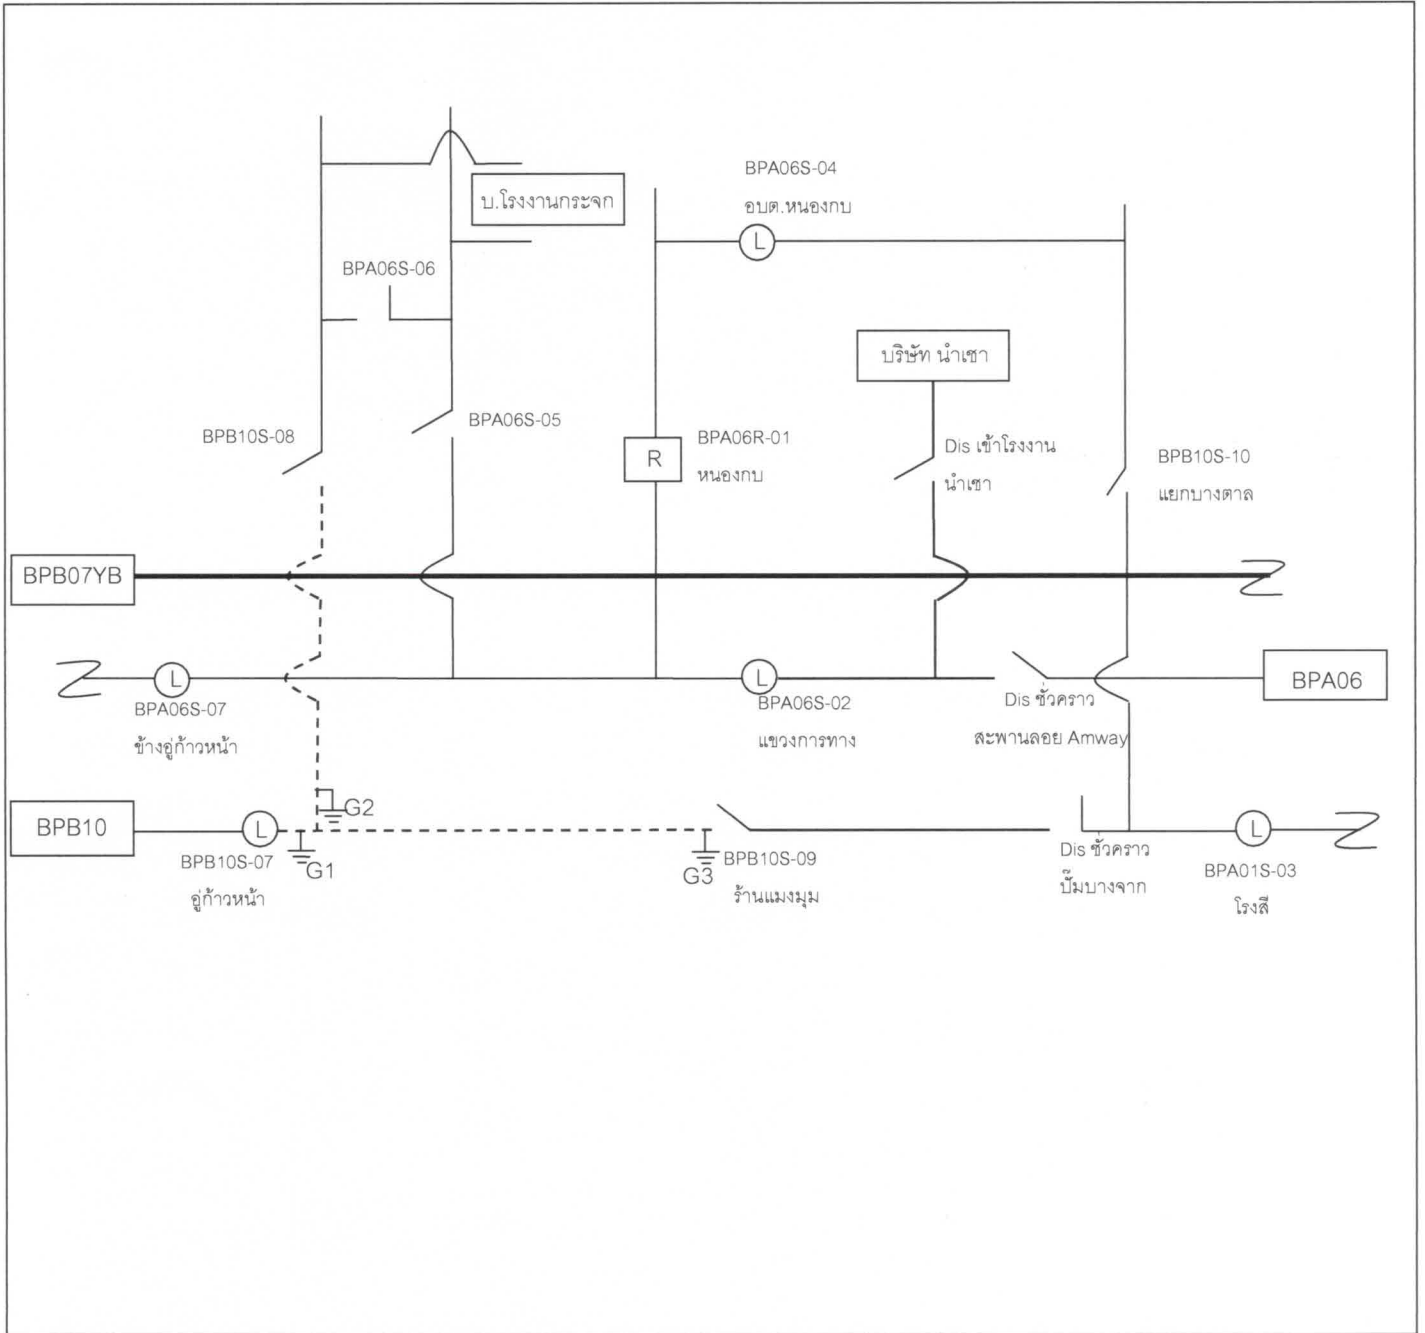 BPA06S-04
อบต.หนองกบ
L
บ.โรงงานกระจก
BPA06S-06
บริษัท นำเชา
BPB10S-08
BPA06S-05
R
BPA06R-01
หนองกบ
Dis เข้าโรงงาน
นำเชา
BPB10S-10
แยกบางตาล
BPB07YB
L
BPA06S-07
ข้างอู่ก้าวหน้า
L
BPA06S-02
แขวงการทาง
Dis ชั่วคราว
สะพานลอย Amway
BPA06
BPB10
L
BPB10S-07
อู่ก้าวหน้า
G2
G1
G3
BPB10S-09
ร้านแมงมุม
Dis ชั่วคราว
ปั๊มบางจาก
L
BPA01S-03
โรงสี